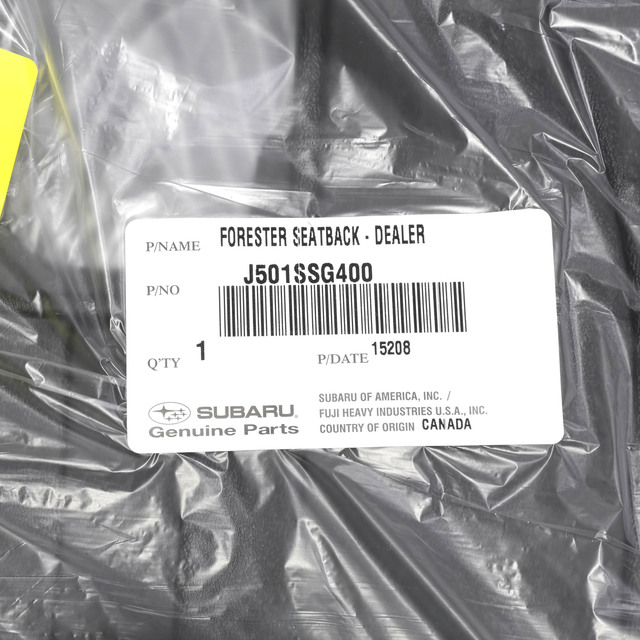 P/NAME FORESTER SEATBACK - DEALER
P/NO J501SSG400
Q'TY 1 P/DATE 15208
SUBARU OF AMERICA, INC. /
SUBARU. FUJI HEAVY INDUSTRIES U.S.A., INC.
Genuine Parts COUNTRY OF ORIGIN CANADA